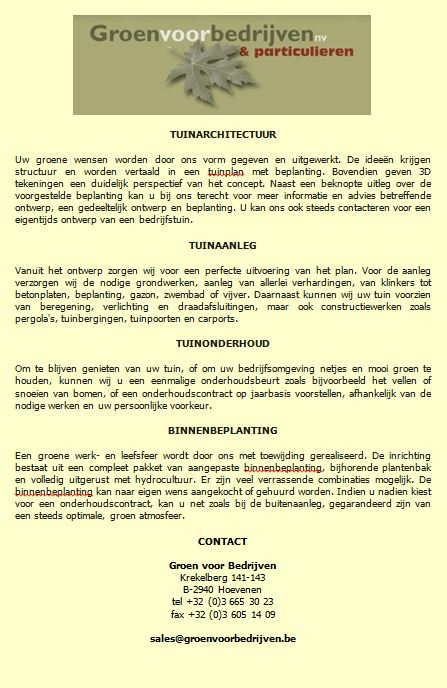 Groenvoorbedrijven nv
& particulieren
TUINARCHITECTUUR
Uw groene wensen worden door ons vorm gegeven en uitgewerkt. De ideeën krijgen
structuur en worden vertaald in een tuinplan met beplanting. Bovendien geven 3D
tekeningen een duidelijk perspectief van het concept. Naast een beknopte uitleg over de
voorgestelde beplanting kan u bij ons terecht voor meer informatie en advies betreffende
ontwerp, een gedeeltelijk ontwerp en beplanting. U kan ons ook steeds contacteren voor een
eigentijds ontwerp van een bedrijfstuin.
TUINAANLEG
Vanuit het ontwerp zorgen wij voor een perfecte uitvoering van het plan. Voor de aanleg
verzorgen wij de nodige grondwerken, aanleg van allerlei verhardingen, van klinkers tot
betonplaten, beplanting, gazon, zwembad of vijver. Daarnaast kunnen wij uw tuin voorzien
van beregening, verlichting en draadafsluitingen, maar ook constructiewerken zoals
pergola's, tuinbergingen, tuinpoorten en carports.
TUINONDERHOUD
Om te blijven genieten van uw tuin, of om uw bedrijfsomgeving netjes en mooi groen te
houden, kunnen wij u een eenmalige onderhoudsbeurt zoals bijvoorbeeld het vellen of
snoeien van bomen, of een onderhoudscontract op jaarbasis voorstellen, afhankelijk van de
nodige werken en uw persoonlijke voorkeur.
BINNENBEPLANTING
Een groene werk- en leefsfeer wordt door ons met toewijding gerealiseerd. De inrichting
bestaat uit een compleet pakket van aangepaste binnenbeplanting, bijhorende plantenbak
en volledig uitgerust met hydrocultuur. Er zijn veel verrassende combinaties mogelijk. De
binnenbeplanting kan naar eigen wens aangekocht of gehuurd worden. Indien u nadien kiest
voor een onderhoudscontract, kan u net zoals bij de buitenaanleg, gegarandeerd zijn van
een steeds optimale, groen atmosfeer.
CONTACT
Groen voor Bedrijven
Krekelberg 141-143
B-2940 Hoevenen
tel +32 (0)3 665 30 23
fax +32 (0)3 605 14 09
sales@groenvoorbedrijven.be